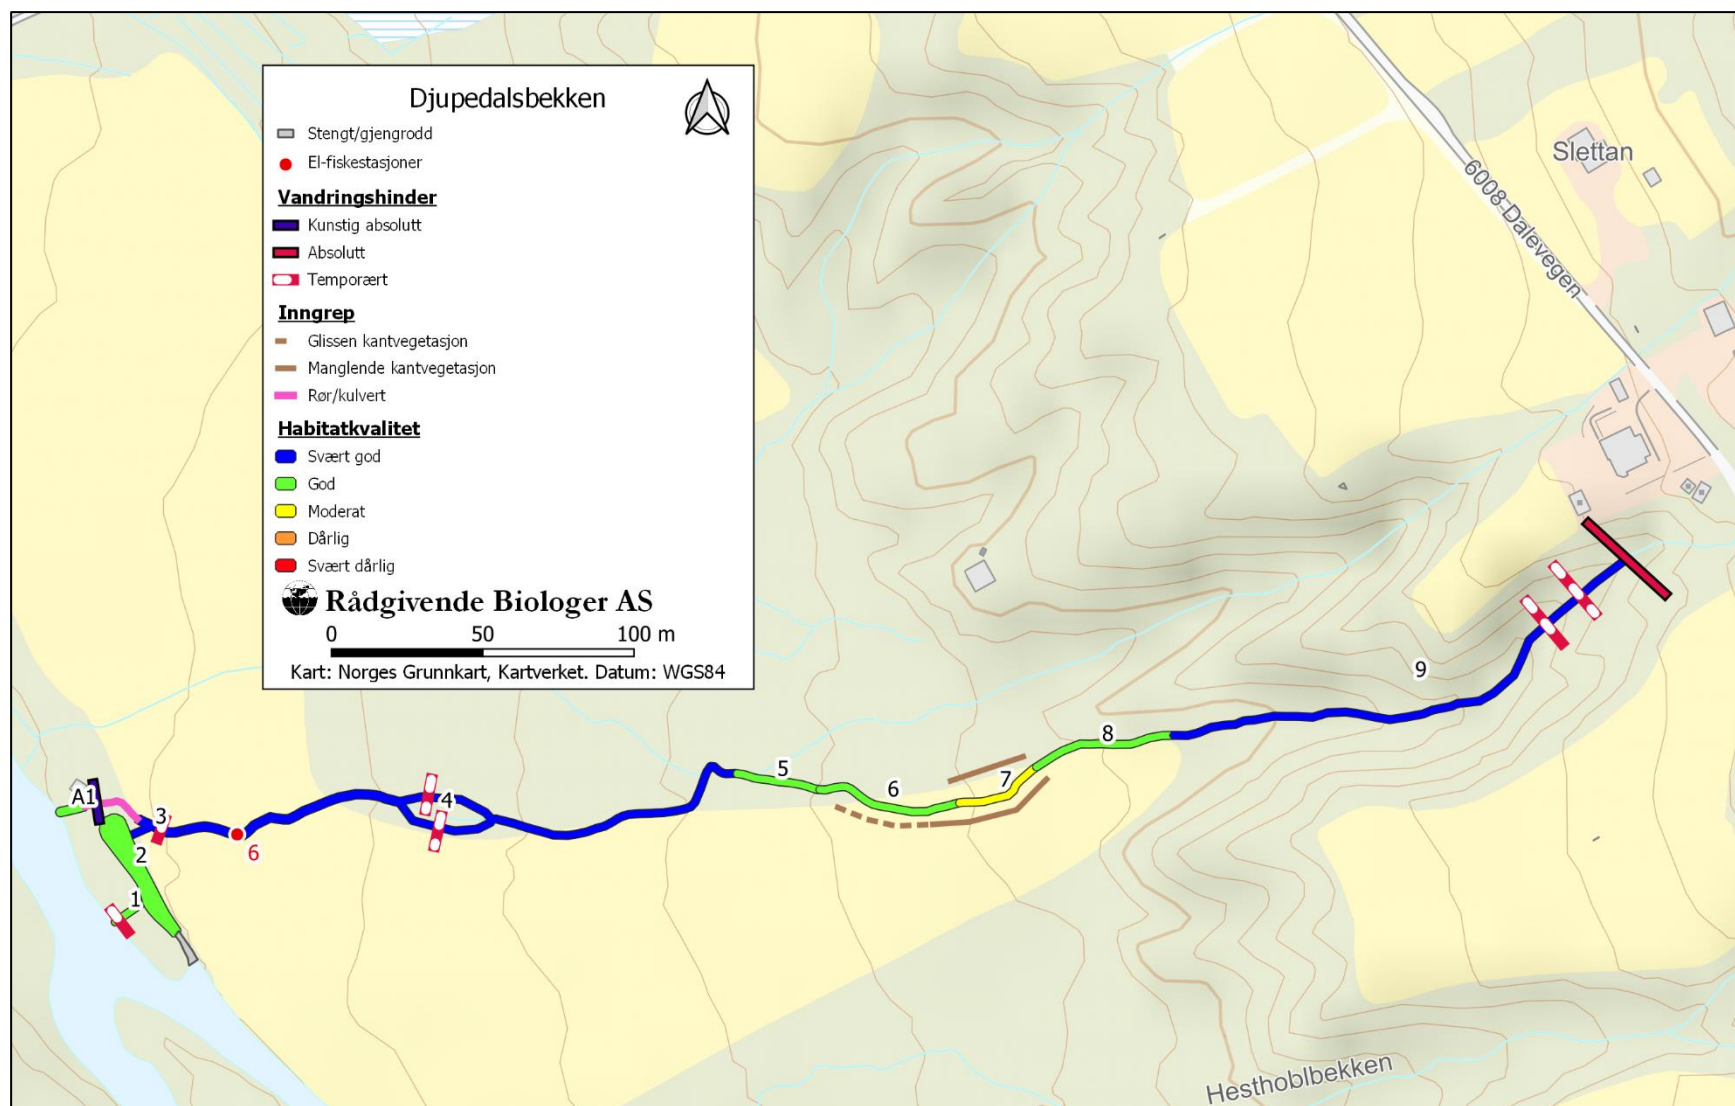 Djupedalsbekken
Stengt/gjengrodd
El-fiskestasjoner
Vandringshinder
Kunstig absolutt
Absolutt
Temporært
Inngrep
Glissen kantvegetasjon
Manglende kantvegetasjon
Rør/kulvert
Habitatkvalitet
Svært god
God
Moderat
Dårlig
Svært dårlig
Rådgivende Biologer AS
0 50 100 m
Kart: Norges Grunnkart, Kartverket. Datum: WGS84
Slettan
6008-Dalevegen
9
8
5
7
6
A1
3
4
2
6
1
Hesthoblbekken